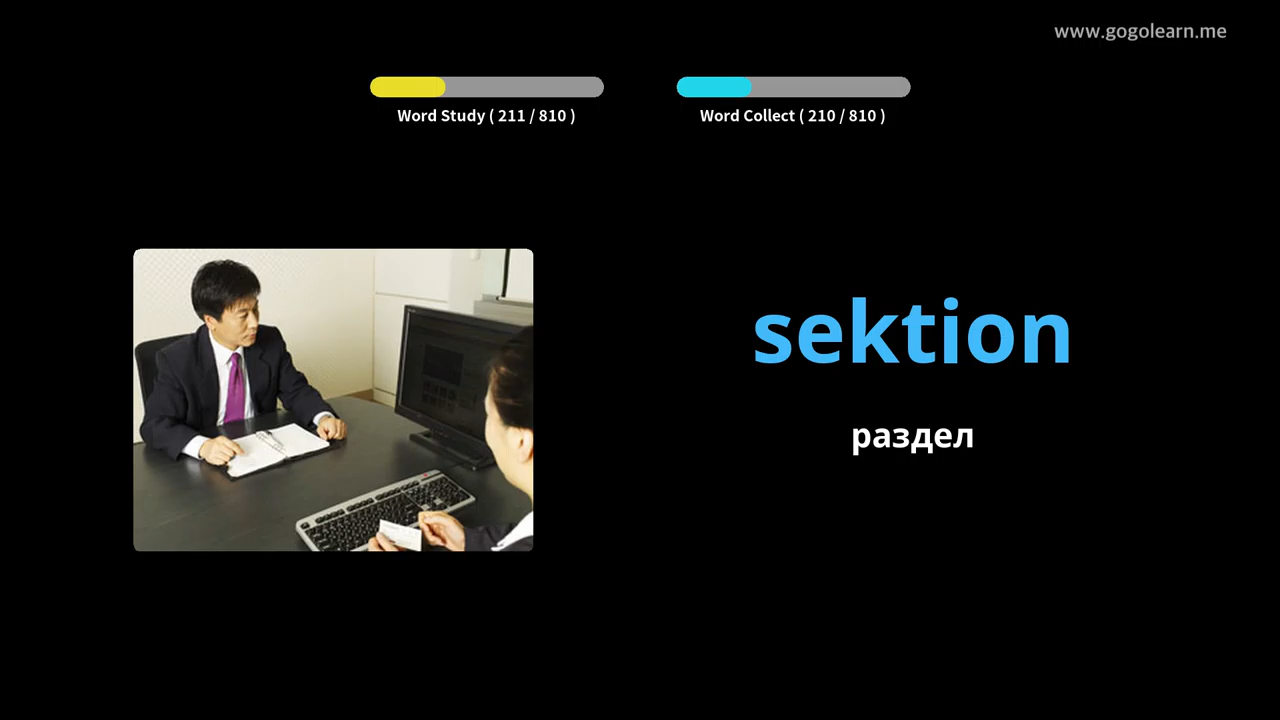 www.gogolearn.me
Word Study ( 211 / 810 )
Word Collect ( 210 / 810 )
sektion
раздел